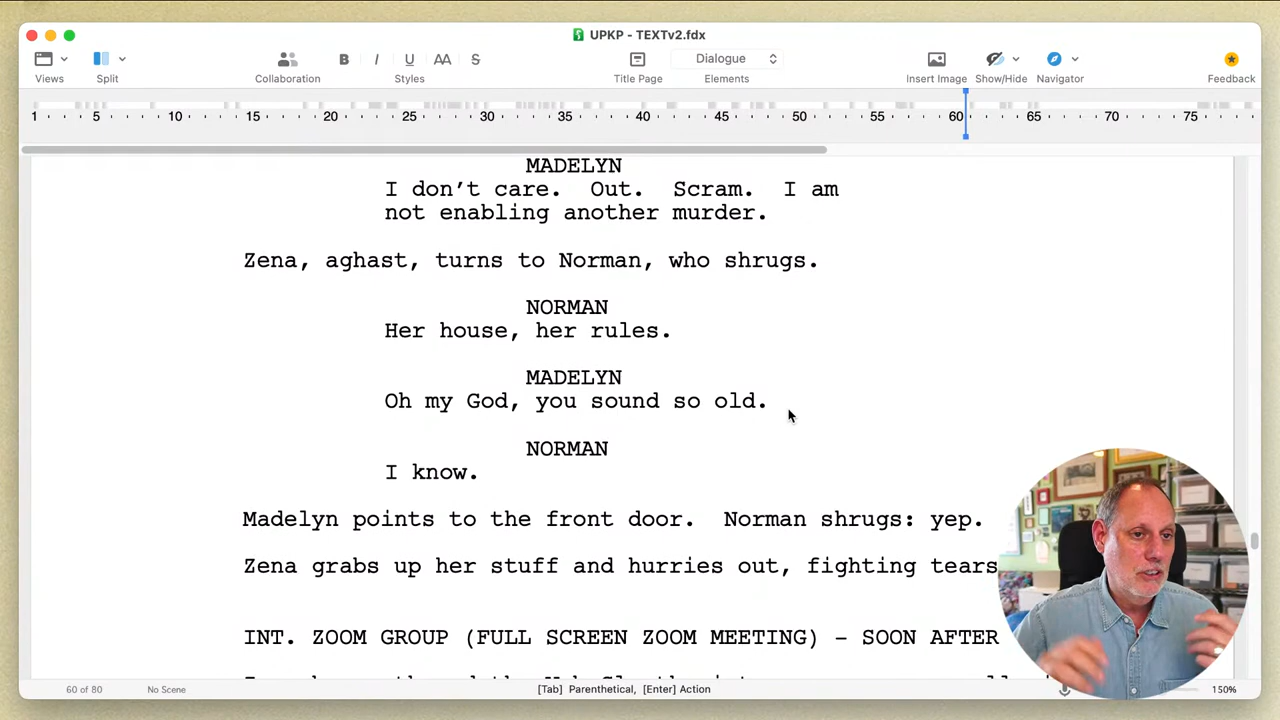 UPKP - TEXTv2.fdx
Views
Split
Collaboration
B I U AA S
Styles
Title Page
Dialogue
Elements
Insert Image
Show/Hide
Navigator
Feedback
1 5 10 15 20 25 30 35 40 45 50 55 60 65 70 75
MADELYN
I don’t care.  Out.  Scram.  I am
not enabling another murder.
Zena, aghast, turns to Norman, who shrugs.
NORMAN
Her house, her rules.
MADELYN
Oh my God, you sound so old.
NORMAN
I know.
Madelyn points to the front door.  Norman shrugs: yep.
Zena grabs up her stuff and hurries out, fighting tears
INT. ZOOM GROUP (FULL SCREEN ZOOM MEETING) – SOON AFTER
60 of 80
No Scene
[Tab] Parenthetical, [Enter] Action
150%